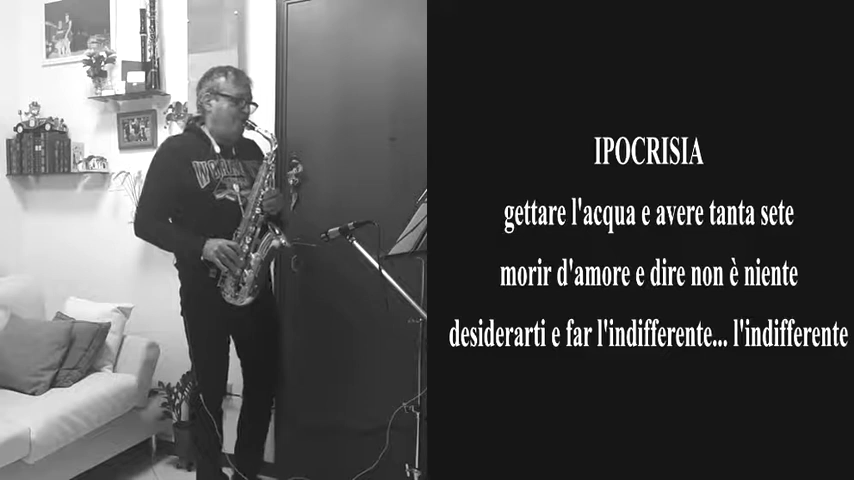 IPOCRISIA
gettare l'acqua e avere tanta sete
morir d'amore e dire non è niente
desiderarti e far l'indifferente... l'indifferente